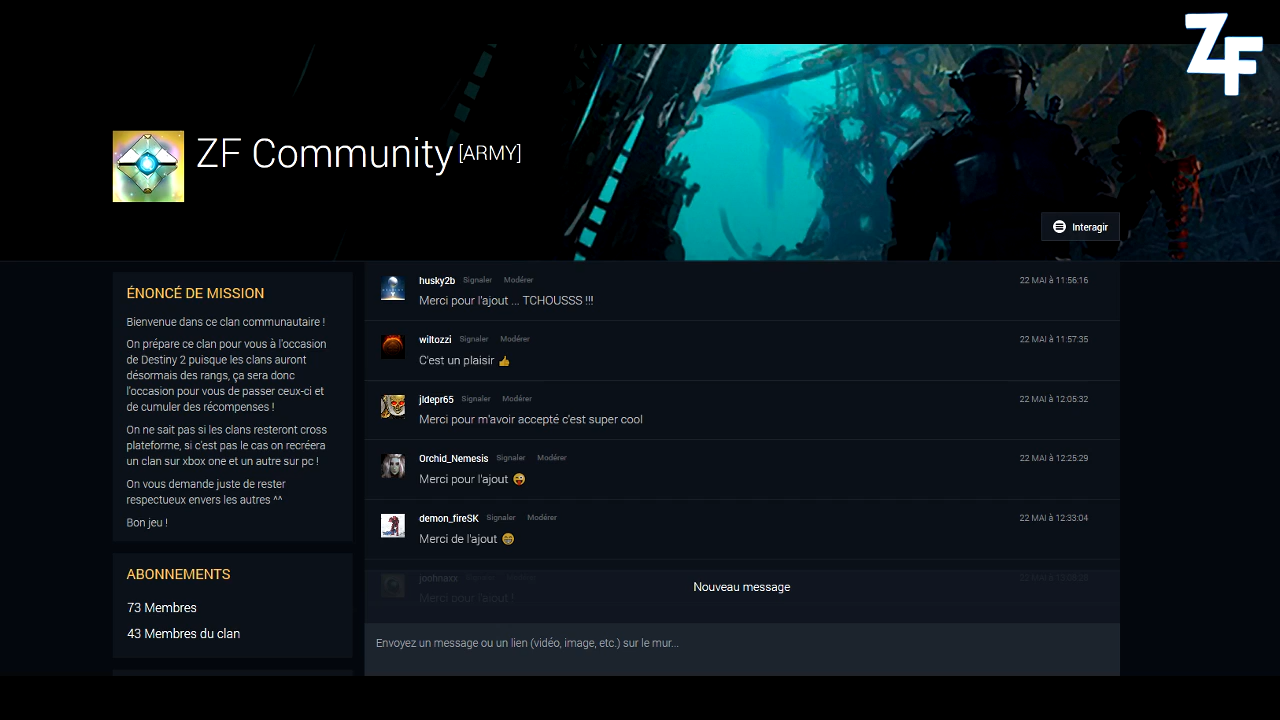 ZF
ZF Community [ARMY]
Interagir
ÉNONCÉ DE MISSION
Bienvenue dans ce clan communautaire !
On prépare ce clan pour vous à l'occasion
de Destiny 2 puisque les clans auront
désormais des rangs, ça sera donc
l'occasion pour vous de passer ceux-ci et
de cumuler des récompenses !
On ne sait pas si les clans resteront cross
plateforme, si c'est pas le cas on recréera
un clan sur xbox one et un autre sur pc !
On vous demande juste de rester
respectueux envers les autres ^^
Bon jeu !
ABONNEMENTS
73 Membres
43 Membres du clan
husky2b Signaler Modérer 22 MAI à 11:56:16
Merci pour l'ajout ... TCHOUSSS !!!
wiltozzi Signaler Modérer 22 MAI à 11:57:35
C'est un plaisir 👍
jldepr65 Signaler Modérer 22 MAI à 12:05:32
Merci pour m'avoir accepté c'est super cool
Orchid_Nemesis Signaler Modérer 22 MAI à 12:25:29
Merci pour l'ajout 😜
demon_fireSK Signaler Modérer 22 MAI à 12:33:04
Merci de l'ajout 😁
Signaler Modérer
Merci pour l'ajout !
Nouveau message
Envoyez un message ou un lien (vidéo, image, etc.) sur le mur...